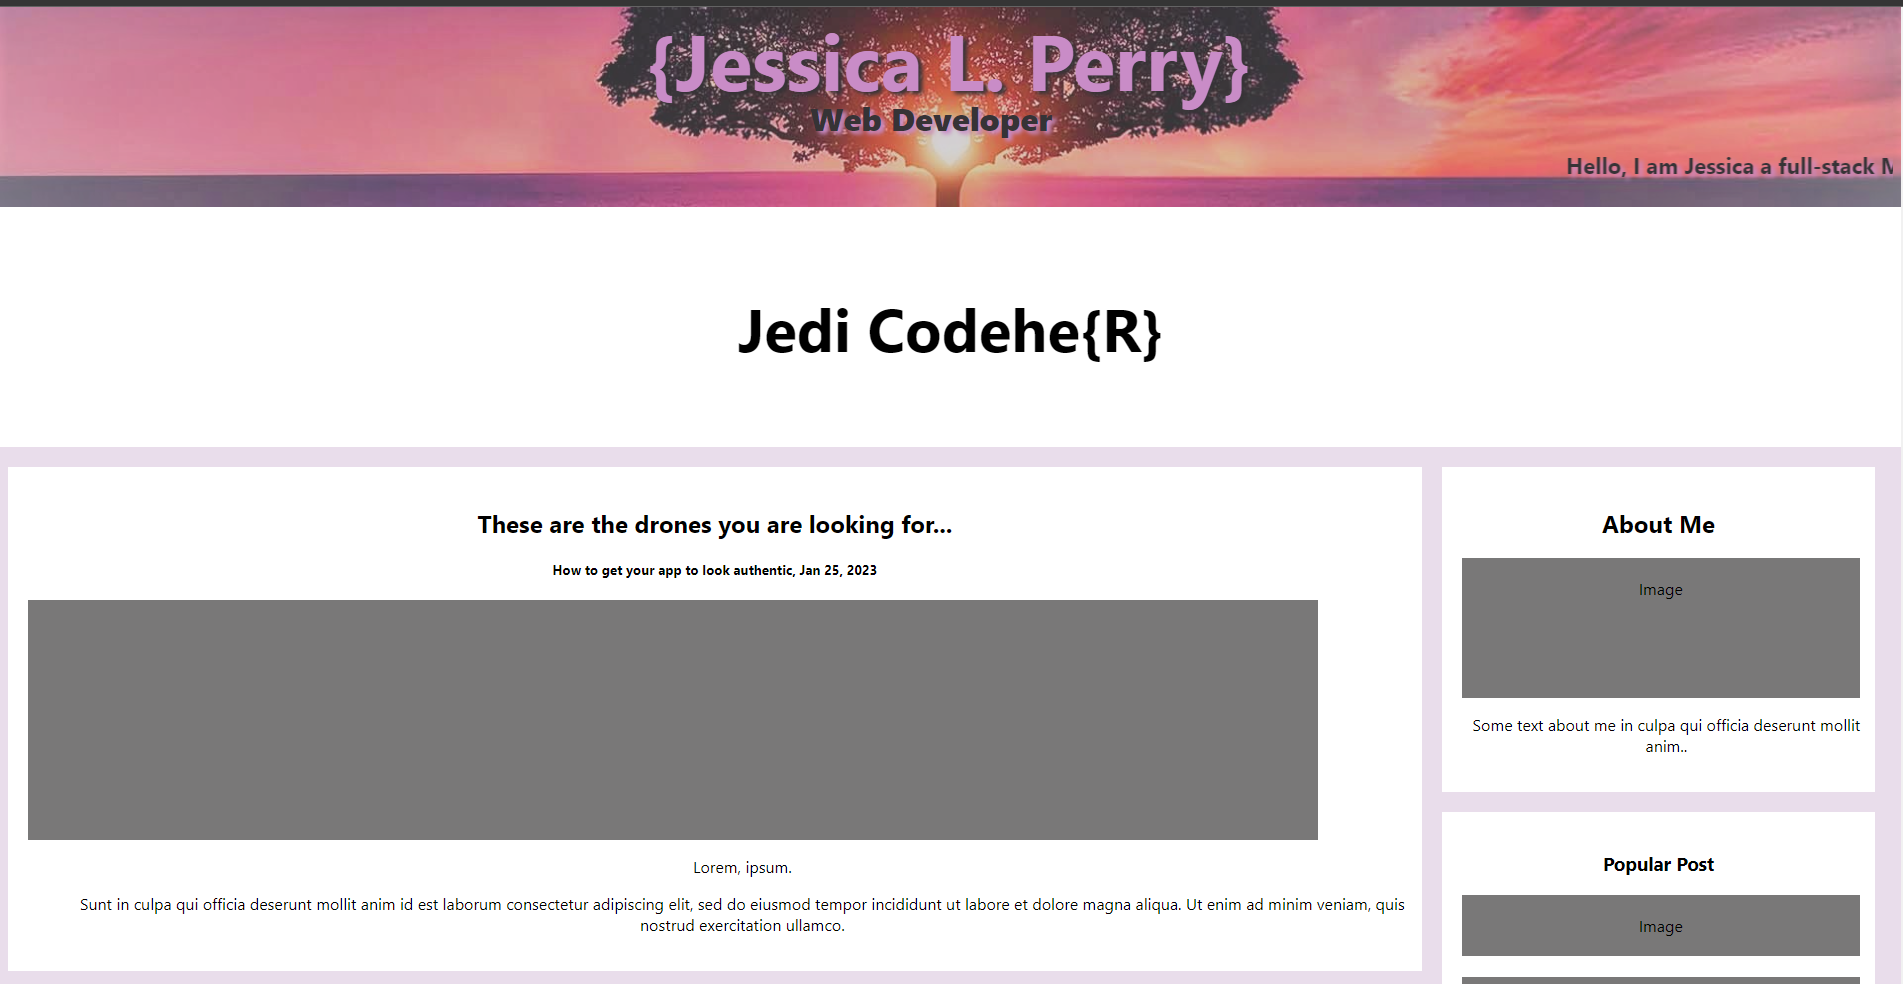 {Jessica L. Perry}
Web Developer
Hello, I am Jessica a full-stack M
Jedi Codehe{R}
These are the drones you are looking for...
How to get your app to look authentic, Jan 25, 2023
Lorem, ipsum.
Sunt in culpa qui officia deserunt mollit anim id est laborum consectetur adipiscing elit, sed do eiusmod tempor incididunt ut labore et dolore magna aliqua. Ut enim ad minim veniam, quis
nostrud exercitation ullamco.
About Me
Image
Some text about me in culpa qui officia deserunt mollit
anim..
Popular Post
Image